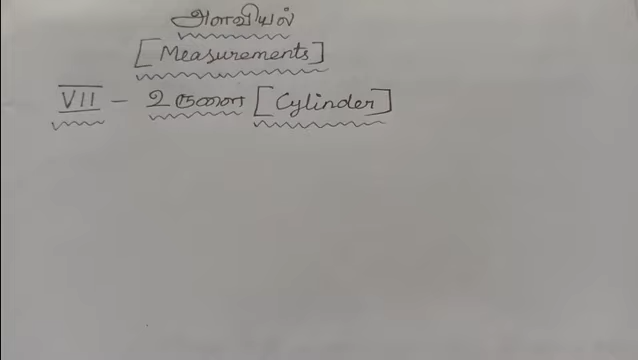 அளவியல்
[Measurements]
VII - உருளை [Cylinder]